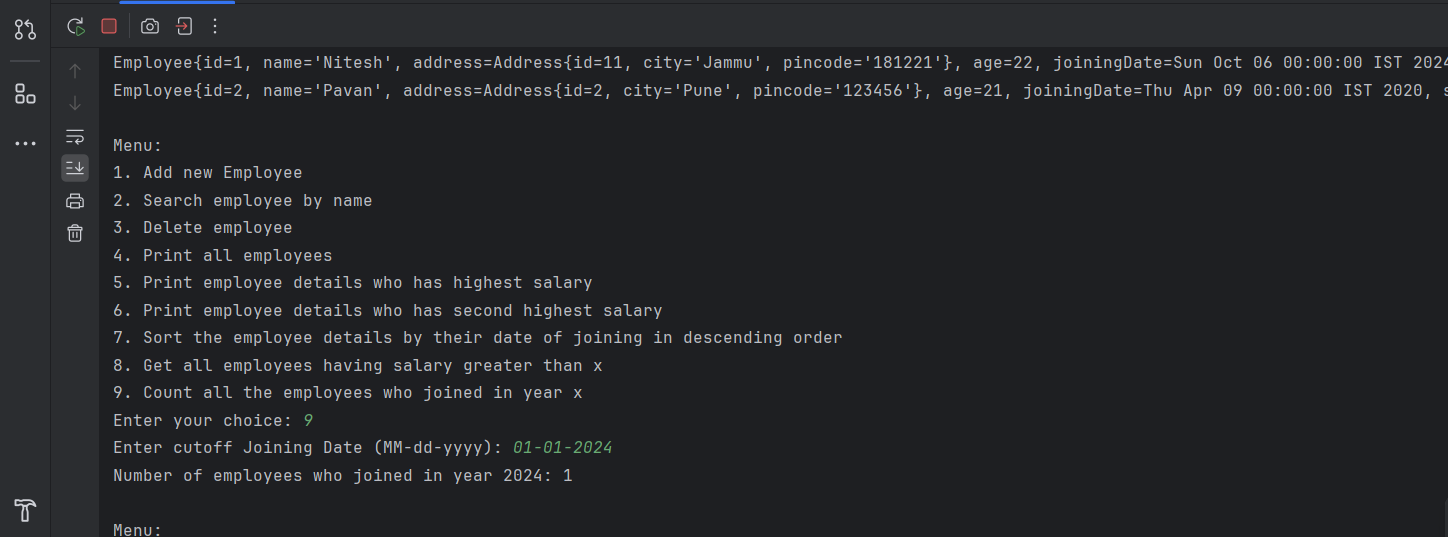 Employee{id=1, name='Nitesh', address=Address{id=11, city='Jammu', pincode='181221'}, age=22, joiningDate=Sun Oct 06 00:00:00 IST 2024
Employee{id=2, name='Pavan', address=Address{id=2, city='Pune', pincode='123456'}, age=21, joiningDate=Thu Apr 09 00:00:00 IST 2020,
Menu:
1. Add new Employee
2. Search employee by name
3. Delete employee
4. Print all employees
5. Print employee details who has highest salary
6. Print employee details who has second highest salary
7. Sort the employee details by their date of joining in descending order
8. Get all employees having salary greater than x
9. Count all the employees who joined in year x
Enter your choice: 9
Enter cutoff Joining Date (MM-dd-yyyy): 01-01-2024
Number of employees who joined in year 2024: 1
Menu: